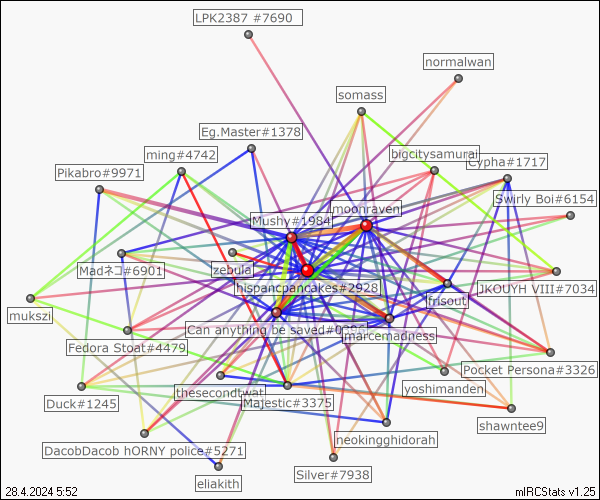 LPK2387 #7690
normalwan
somass
Eg.Master#1378
bigcitysamurai
ming#4742
Cypha#1717
Pikabro#9971
Swirly Boi#6154
moonraven
Mushy#1984
Madネコ#6901
zebula
hispancpancakes#2928
JKOUYH VIII#7034
frisout
mukszi
Can anything be saved#0
marcemadness
Fedora Stoat#4479
Pocket Persona#3326
thesecondtwat
yoshimanden
Duck#1245
Majestic#3375
shawntee9
neokingghidorah
DacobDacob hORNY police#5271
Silver#7938
eliakith
28.4.2024 5:52
mIRCStats v1.25